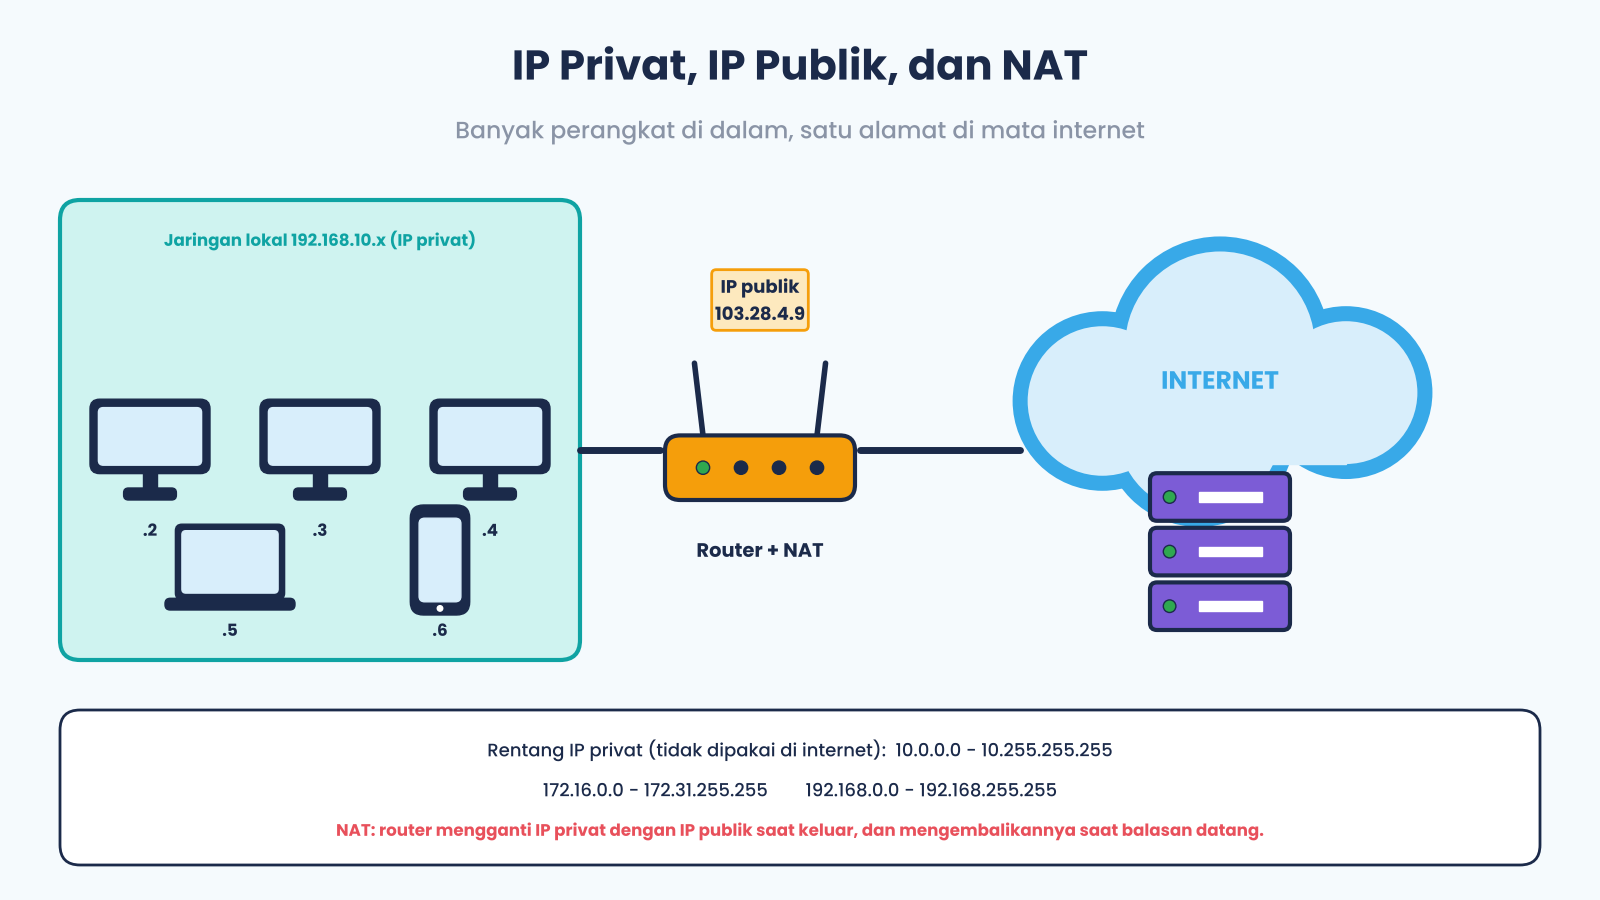 IP Privat, IP Publik, dan NAT
Banyak perangkat di dalam, satu alamat di mata internet
Jaringan lokal 192.168.10.x (IP privat)
IP publik
103.28.4.9
INTERNET
.2
.3
.4
Router + NAT
.5
.6
Rentang IP privat (tidak dipakai di internet): 10.0.0.0 - 10.255.255.255
172.16.0.0 - 172.31.255.255 192.168.0.0 - 192.168.255.255
NAT: router mengganti IP privat dengan IP publik saat keluar, dan mengembalikannya saat balasan datang.